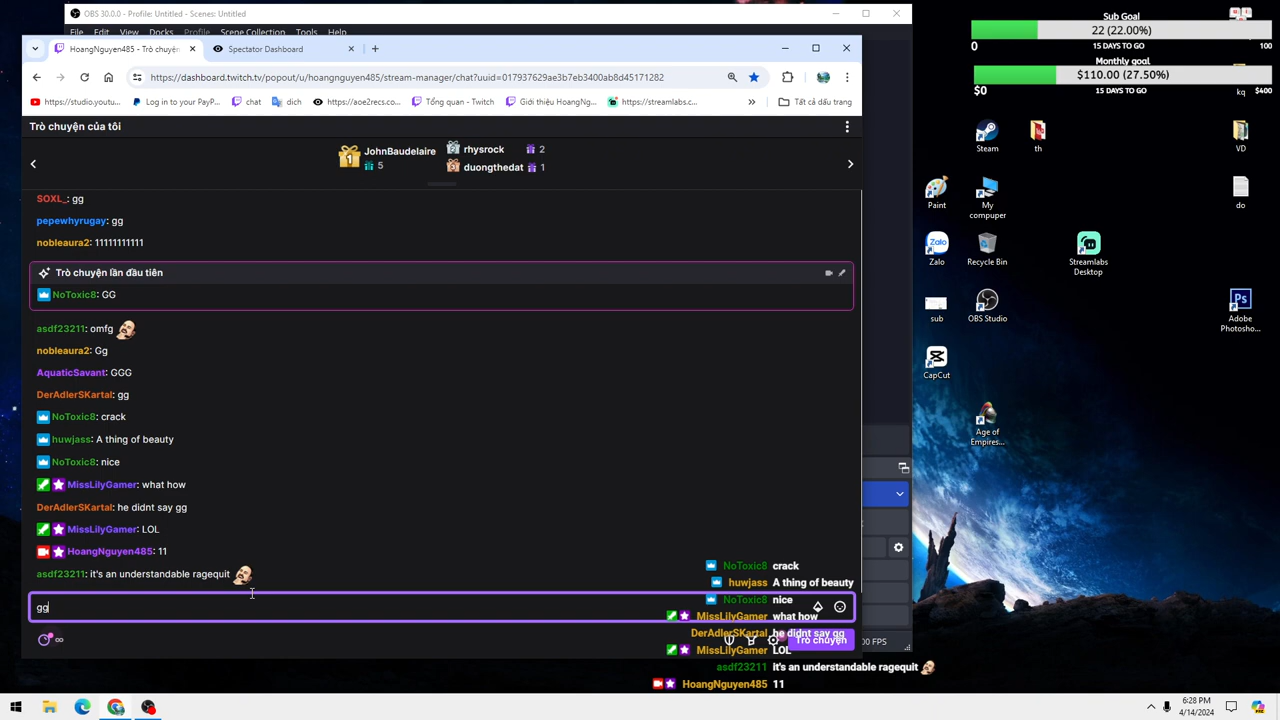 OBS 30.0.0 - Profile: Untitled - Scenes: Untitled
File Edit View Docks Profile Scene Collection Tools Help
HoangNguyen485 - Trò chuyện
Spectator Dashboard
https://dashboard.twitch.tv/popout/u/hoangnguyen485/stream-manager/chat?uuid=017937629ae3b7eb3400ab8d45171282
https://studio.youtu...
Log in to your PayP...
chat
dich
https://aoe2recs.co...
Tổng quan - Twitch
Giới thiệu HoangNg...
https://streamlabs.c...
Tất cả dấu trang
Trò chuyện của tôi
1
JohnBaudelaire
5
2
rhysrock
2
3
duongthedat
1
SOXL_: gg
pepewhyrugay: gg
nobleaura2: 11111111111
Trò chuyện lần đầu tiên
NoToxic8: GG
asdf23211: omfg
nobleaura2: Gg
AquaticSavant: GGG
DerAdlerSKartal: gg
NoToxic8: crack
huwjass: A thing of beauty
NoToxic8: nice
MissLilyGamer: what how
DerAdlerSKartal: he didnt say gg
MissLilyGamer: LOL
HoangNguyen485: 11
asdf23211: it's an understandable ragequit
gg
∞
Trò chuyện
00 FPS
NoToxic8 crack
huwjass A thing of beauty
NoToxic8 nice
MissLilyGamer what how
DerAdlerSKartal he didnt say gg
MissLilyGamer LOL
asdf23211 it's an understandable ragequit
HoangNguyen485 11
Sub Goal
22 (22.00%)
0
15 DAYS TO GO
100
Monthly goal
$110.00 (27.50%)
$0
15 DAYS TO GO
$400
kq
Steam
th
VD
Paint
My
compuper
do
Zalo
Zalo
Recycle Bin
Streamlabs
Desktop
sub
OBS Studio
Ps
Adobe
Photosho...
CapCut
Age of
Empires...
6:28 PM
4/14/2024